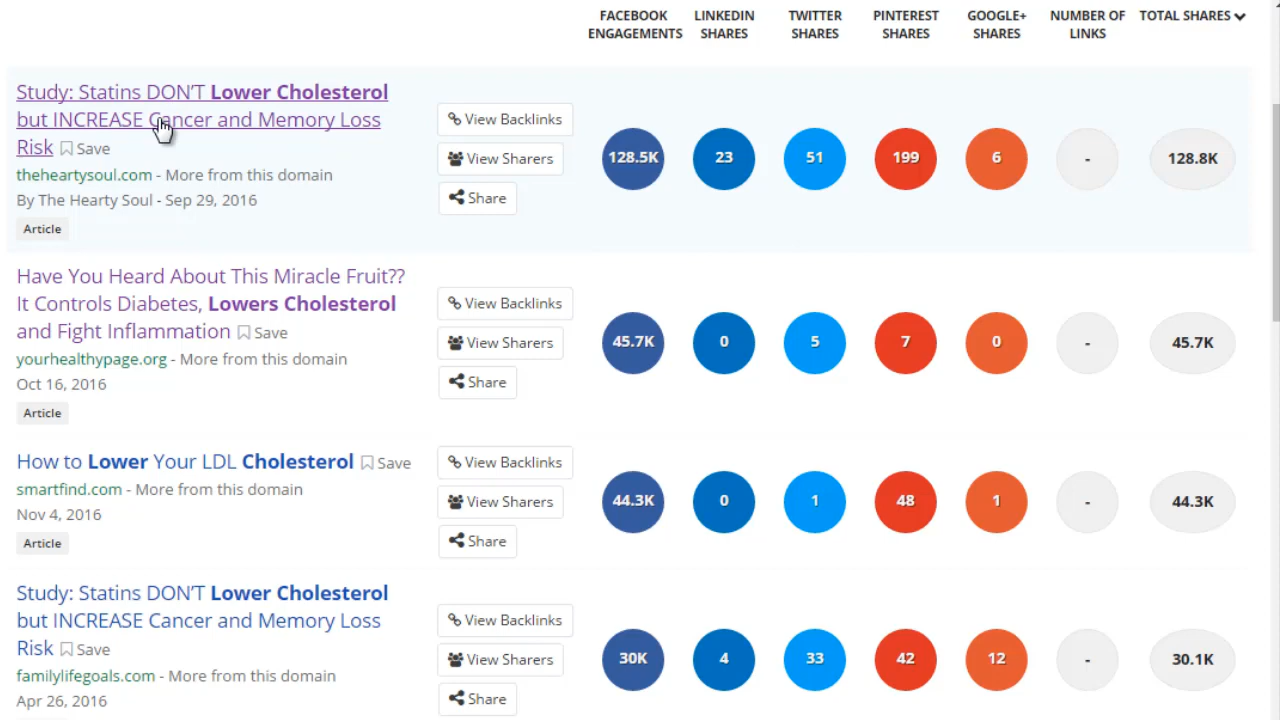 FACEBOOK ENGAGEMENTS LINKEDIN SHARES TWITTER SHARES PINTEREST SHARES GOOGLE+ SHARES NUMBER OF LINKS TOTAL SHARES
Study: Statins DON'T Lower Cholesterol
but INCREASE Cancer and Memory Loss
Risk Save
theheartysoul.com - More from this domain
By The Hearty Soul - Sep 29, 2016
Article
View Backlinks
View Sharers
Share
128.5K 23 51 199 6 - 128.8K
Have You Heard About This Miracle Fruit??
It Controls Diabetes, Lowers Cholesterol
and Fight Inflammation Save
yourhealthypage.org - More from this domain
Oct 16, 2016
Article
View Backlinks
View Sharers
Share
45.7K 0 5 7 0 - 45.7K
How to Lower Your LDL Cholesterol Save
smartfind.com - More from this domain
Nov 4, 2016
Article
View Backlinks
View Sharers
Share
44.3K 0 1 48 1 - 44.3K
Study: Statins DON'T Lower Cholesterol
but INCREASE Cancer and Memory Loss
Risk Save
familylifegoals.com - More from this domain
Apr 26, 2016
View Backlinks
View Sharers
Share
30K 4 33 42 12 - 30.1K